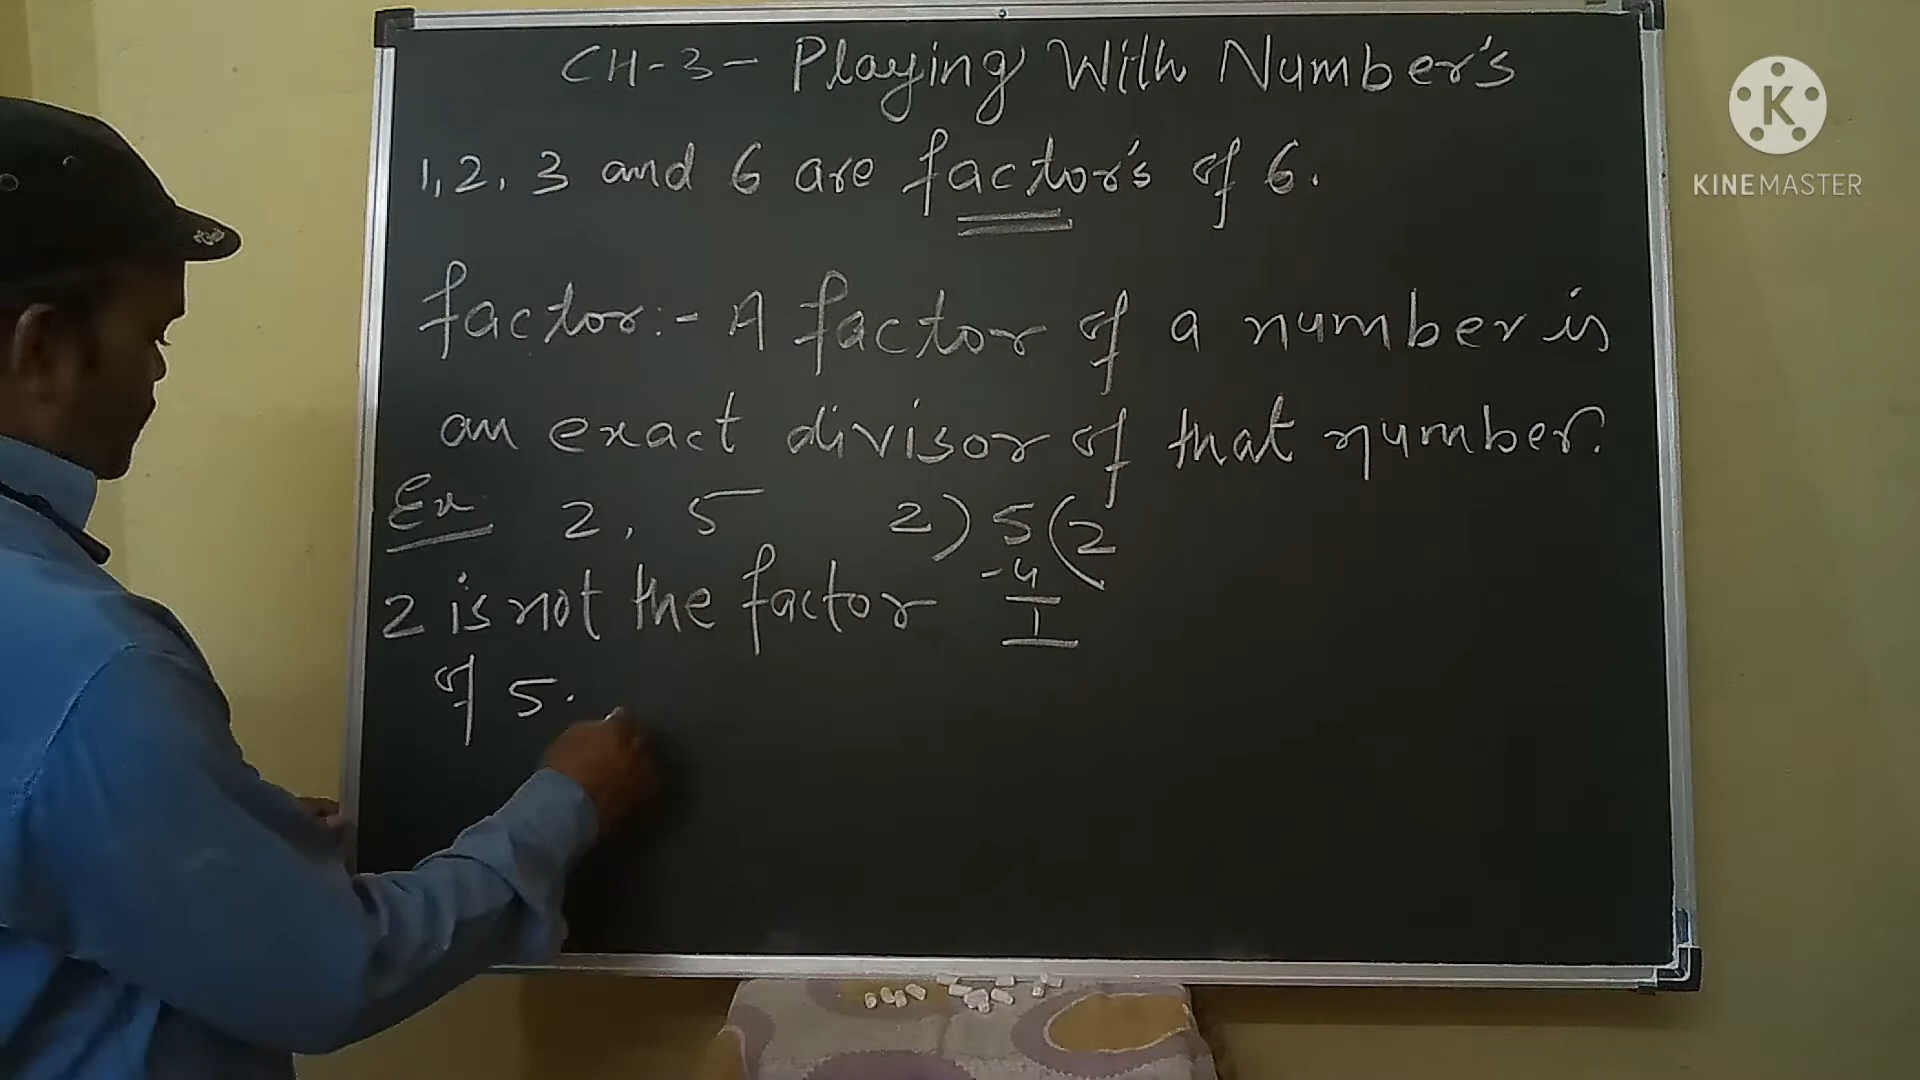 CH-3- Playing With Number's
1, 2, 3 and 6 are factor's of 6.
factor:- A factor of a number is
an exact divisor of that number.
Ex 2, 5 2)5(2
-4
1
2 is not the factor
of 5.
K
KINEMASTER